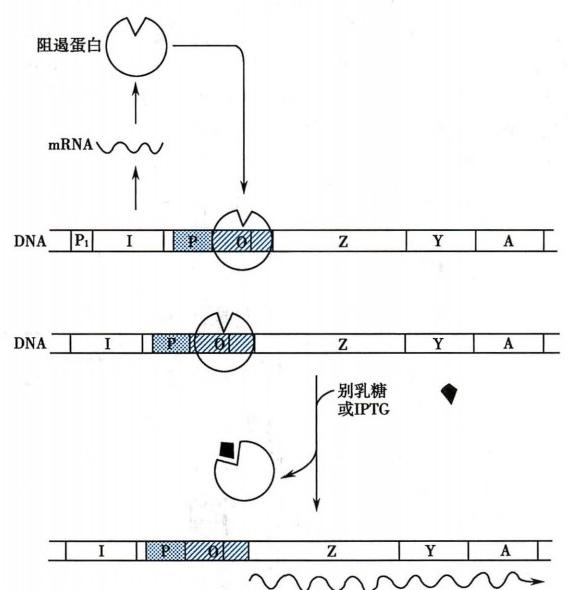 阻遏蛋白
mRNA
DNA P₁ I P O Z Y A
DNA I P O Z Y A
别乳糖
或IPTG
I P O Z Y A